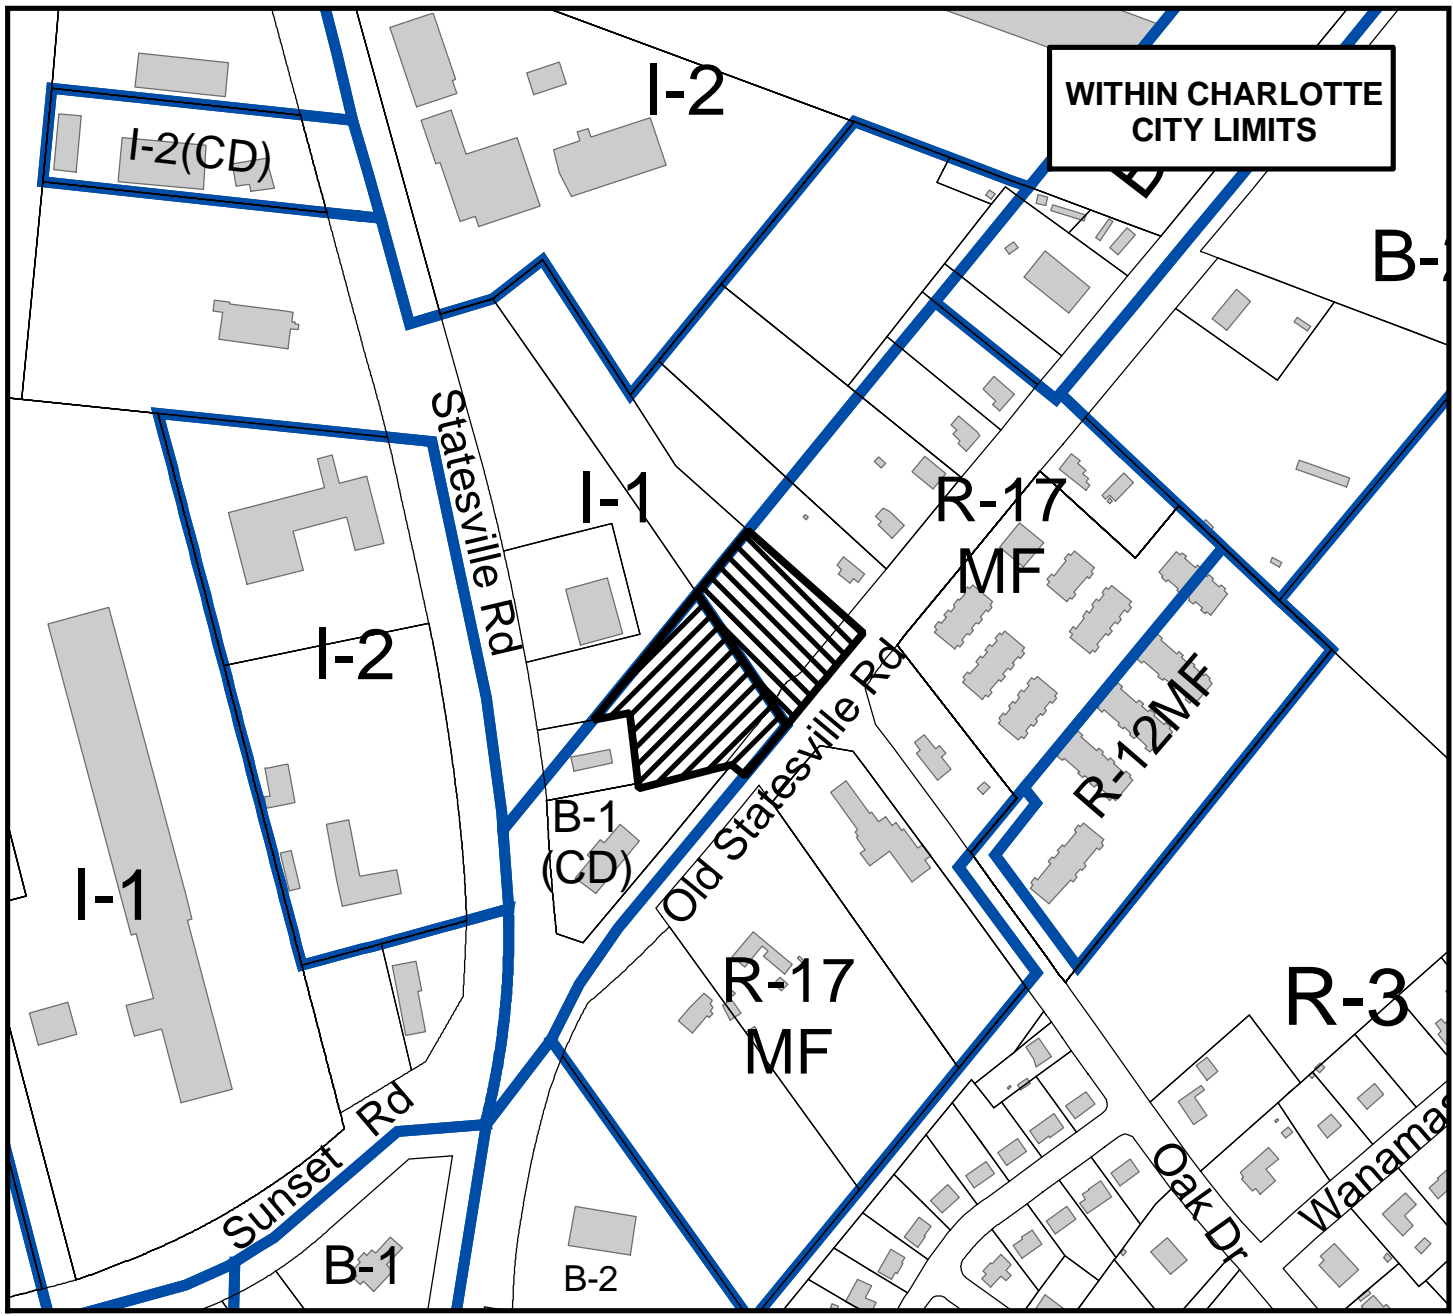 I-2
WITHIN CHARLOTTE
CITY LIMITS
I-2(CD)
B-
Statesville Rd
I-1
R-17
MF
I-2
Old Statesville Rd
R-12MF
B-1
(CD)
I-1
R-17
MF
R-3
Sunset Rd
Oak Dr
B-1
B-2